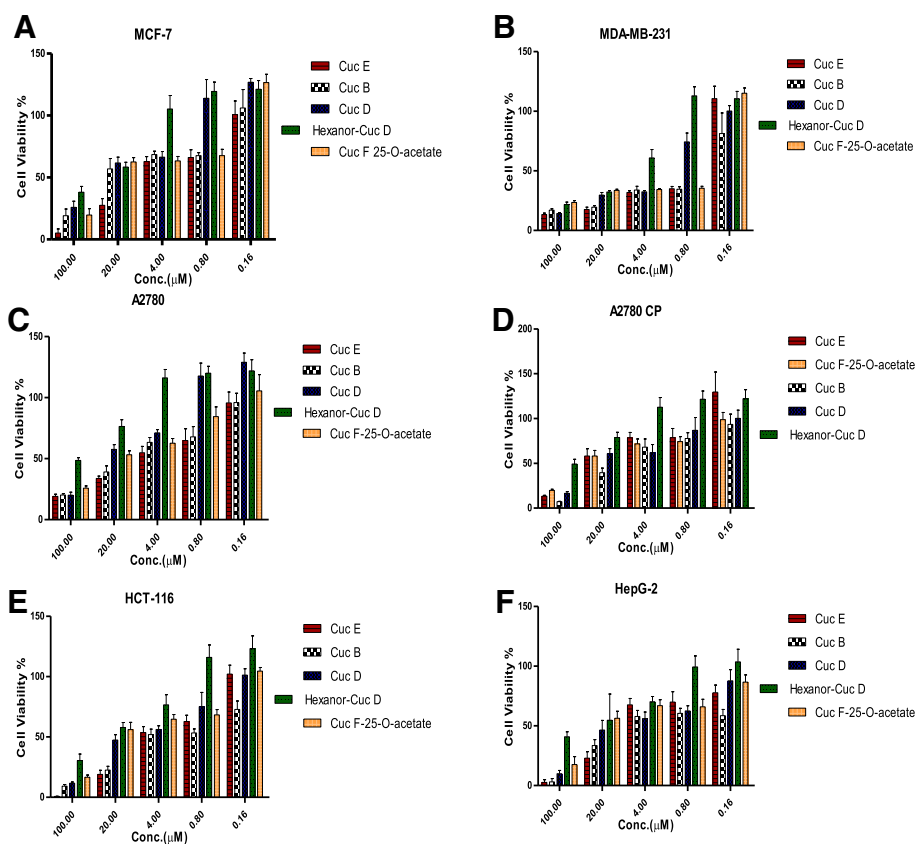 A
MCF-7
Cell Viability %
150
100
50
0
100.00
20.00
4.00
0.80
0.16
Conc.(μM)
Cuc E
Cuc B
Cuc D
Hexanor-Cuc D
Cuc F 25-O-acetate
B
MDA-MB-231
Cell Viability %
150
100
50
0
100.00
20.00
4.00
0.80
0.16
Conc.(μM)
Cuc E
Cuc B
Cuc D
Hexanor-Cuc D
Cuc F-25-O-acetate
C
A2780
Cell Viability %
150
100
50
0
100.00
20.00
4.00
0.80
0.16
Conc.(μM)
Cuc E
Cuc B
Cuc D
Hexanor-Cuc D
Cuc F-25-O-acetate
D
A2780 CP
Cell Viability %
200
150
100
50
0
100.00
20.00
4.00
0.80
0.16
Conc.(μM)
Cuc E
Cuc F-25-O-acetate
Cuc B
Cuc D
Hexanor-Cuc D
E
HCT-116
Cell Viability %
150
100
50
0
100.00
20.00
4.00
0.80
0.16
Conc.(μM)
Cuc E
Cuc B
Cuc D
Hexanor-Cuc D
Cuc F-25-O-acetate
F
HepG-2
Cell Viability %
150
100
50
0
100.00
20.00
4.00
0.80
0.16
Conc.(μM)
Cuc E
Cuc B
Cuc D
Hexanor-Cuc D
Cuc F-25-O-acetate